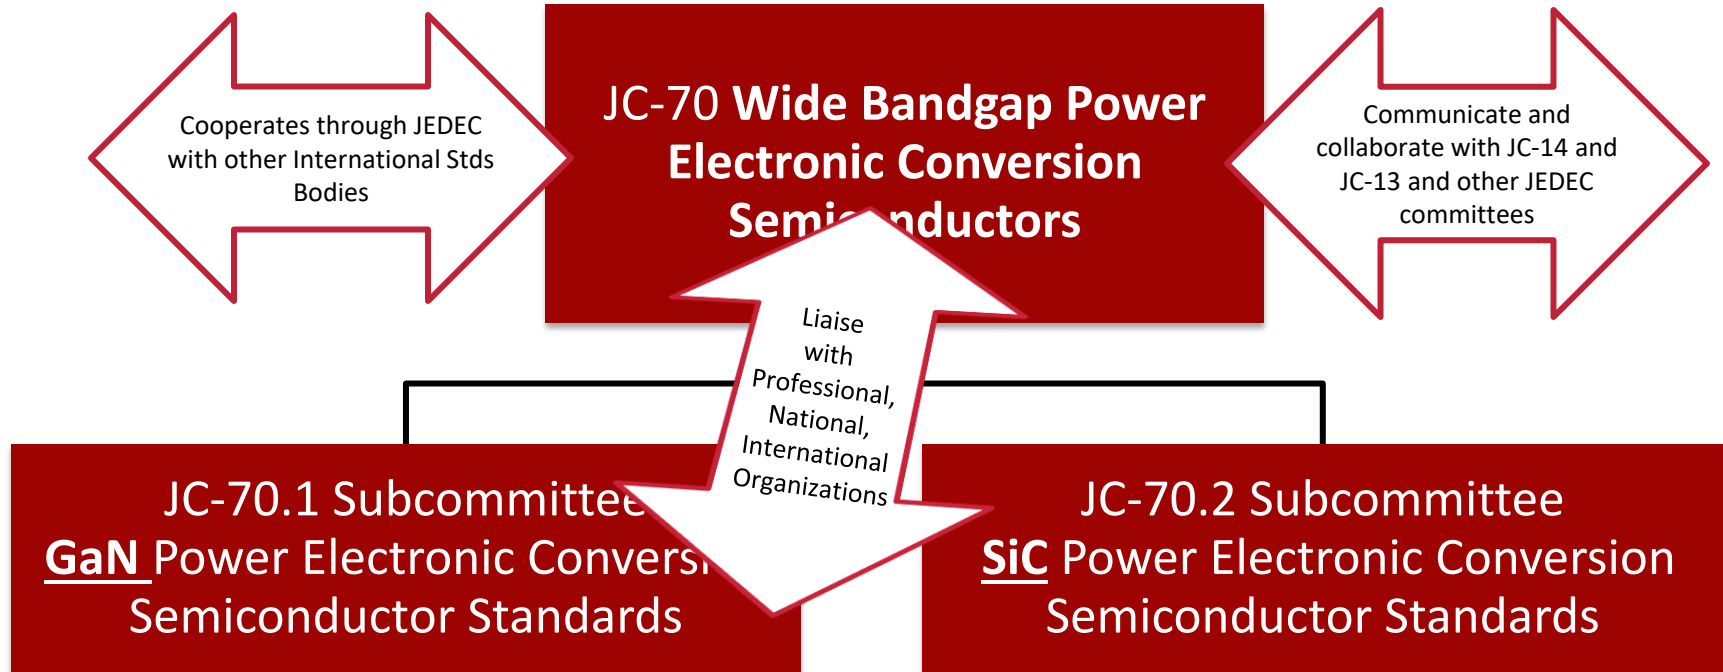 Cooperates through JEDEC
with other International Stds
Bodies
JC-70 Wide Bandgap Power
Electronic Conversion
Semiconductors
Communicate and
collaborate with JC-14 and
JC-13 and other JEDEC
committees
Liaise
with
Professional,
National,
International
Organizations
JC-70.1 Subcommittee
GaN Power Electronic Conversion
Semiconductor Standards
JC-70.2 Subcommittee
SiC Power Electronic Conversion
Semiconductor Standards